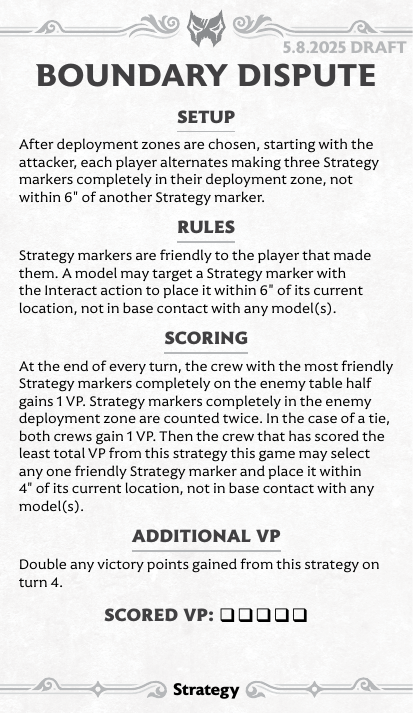 5.8.2025 DRAFT
BOUNDARY DISPUTE
SETUP
After deployment zones are chosen, starting with the
attacker, each player alternates making three Strategy
markers completely in their deployment zone, not
within 6" of another Strategy marker.
RULES
Strategy markers are friendly to the player that made
them. A model may target a Strategy marker with
the Interact action to place it within 6" of its current
location, not in base contact with any model(s).
SCORING
At the end of every turn, the crew with the most friendly
Strategy markers completely on the enemy table half
gains 1 VP. Strategy markers completely in the enemy
deployment zone are counted twice. In the case of a tie,
both crews gain 1 VP. Then the crew that has scored the
least total VP from this strategy this game may select
any one friendly Strategy marker and place it within
4" of its current location, not in base contact with any
model(s).
ADDITIONAL VP
Double any victory points gained from this strategy on
turn 4.
SCORED VP: ❏❏❏❏❏
Strategy